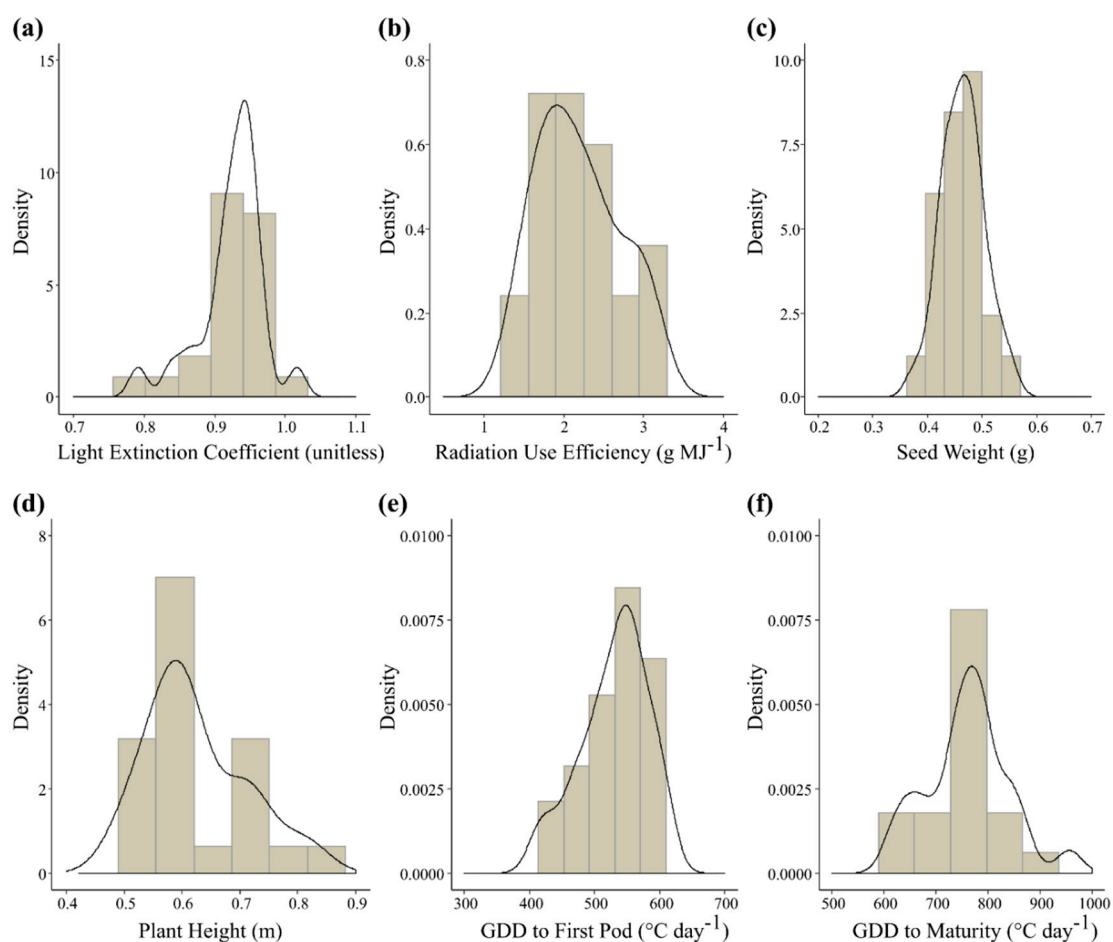 (a)
(b)
(c)
15
10
5
0
Density
0.7 0.8 0.9 1.0 1.1
Light Extinction Coefficient (unitless)
0.8
0.6
0.4
0.2
0.0
Density
1 2 3 4
Radiation Use Efficiency (g MJ⁻¹)
10.0
7.5
5.0
2.5
0.0
Density
0.2 0.3 0.4 0.5 0.6 0.7
Seed Weight (g)
(d)
(e)
(f)
8
6
4
2
0
Density
0.4 0.5 0.6 0.7 0.8 0.9
Plant Height (m)
0.0100
0.0075
0.0050
0.0025
0.0000
Density
300 400 500 600 700
GDD to First Pod (°C day⁻¹)
0.0100
0.0075
0.0050
0.0025
0.0000
Density
500 600 700 800 900 1000
GDD to Maturity (°C day⁻¹)